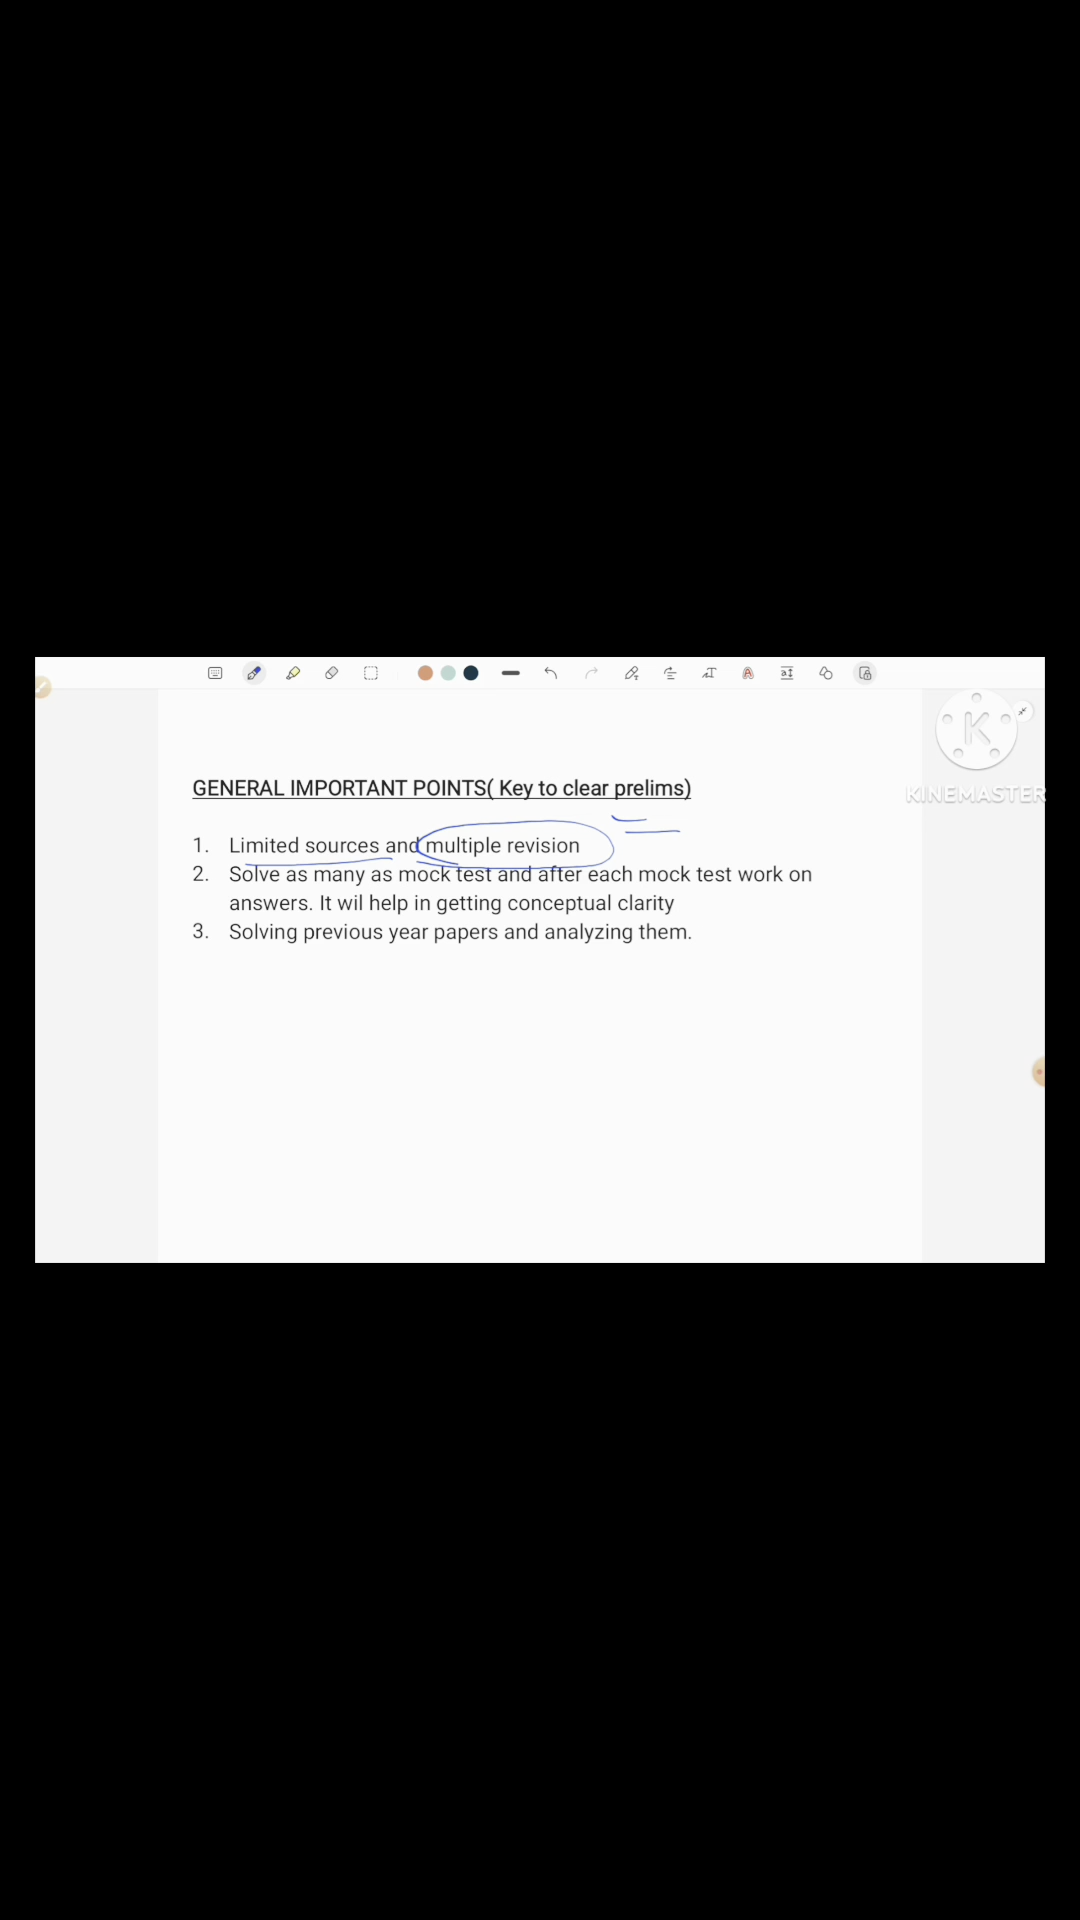 KINEMASTER
GENERAL IMPORTANT POINTS( Key to clear prelims)
1. Limited sources and multiple revision
2. Solve as many as mock test and after each mock test work on
answers. It wil help in getting conceptual clarity
3. Solving previous year papers and analyzing them.